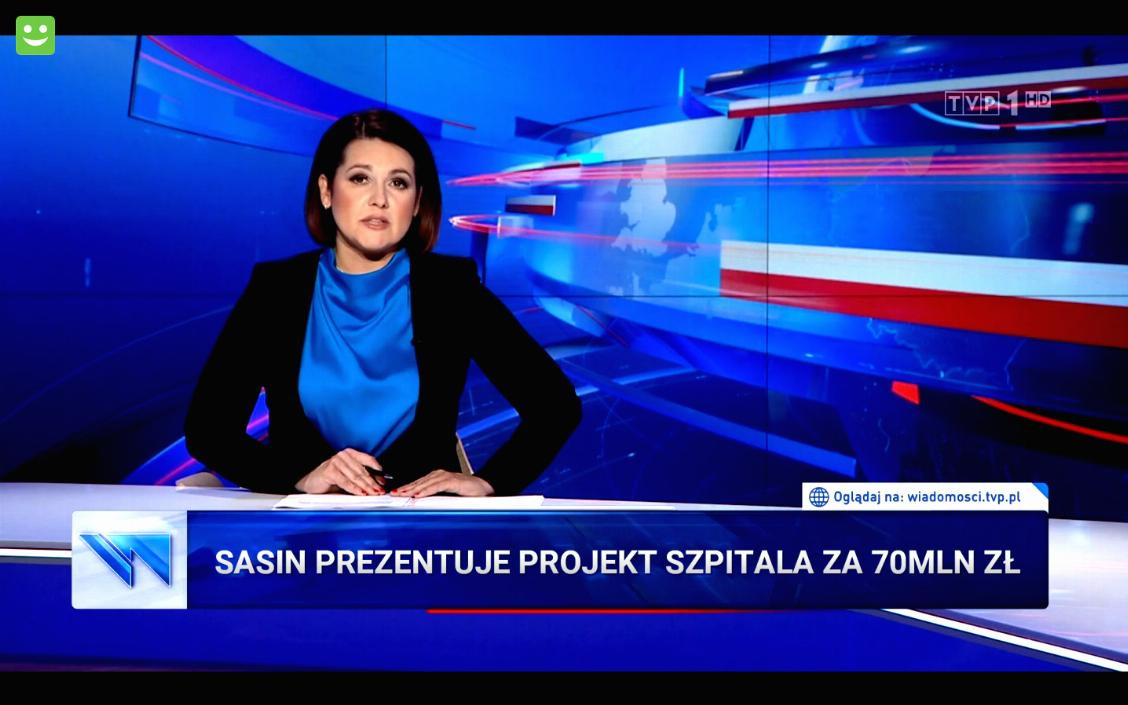 TVP1 HD
Oglądaj na: wiadomosci.tvp.pl
SASIN PREZENTUJE PROJEKT SZPITALA ZA 70MLN ZŁ